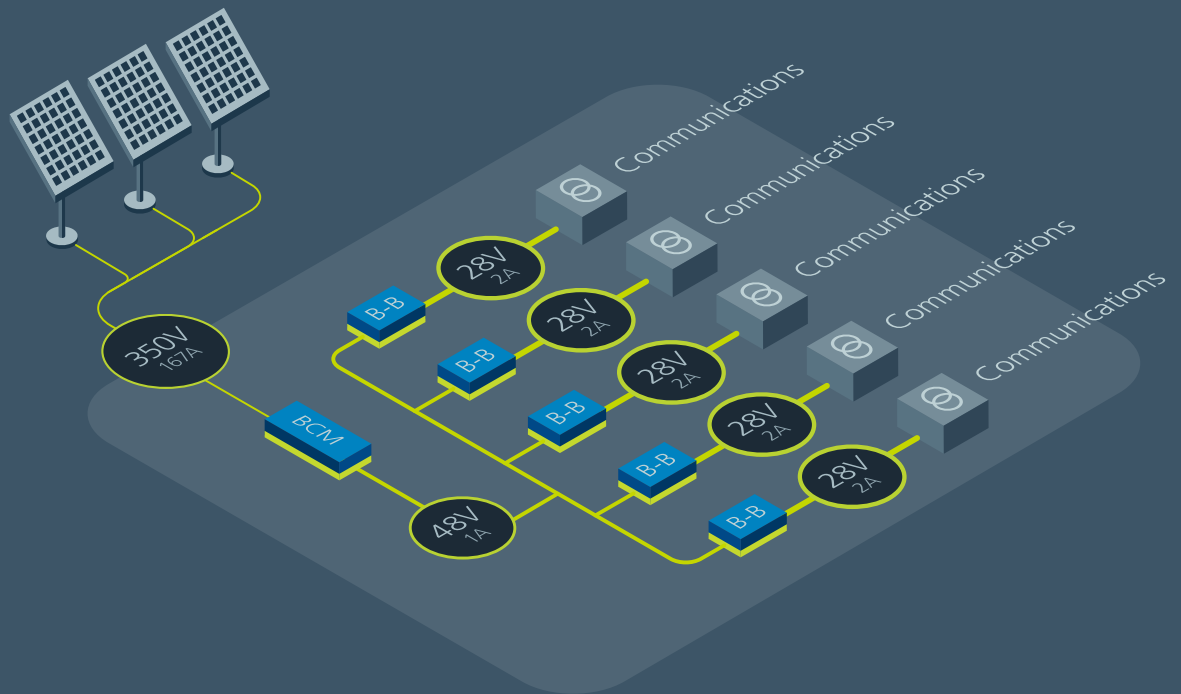 Communications
Communications
Communications
Communications
Communications
28V
2A
28V
2A
28V
2A
28V
2A
28V
2A
B-B
B-B
B-B
B-B
B-B
350V
167A
BCM
48V
1A